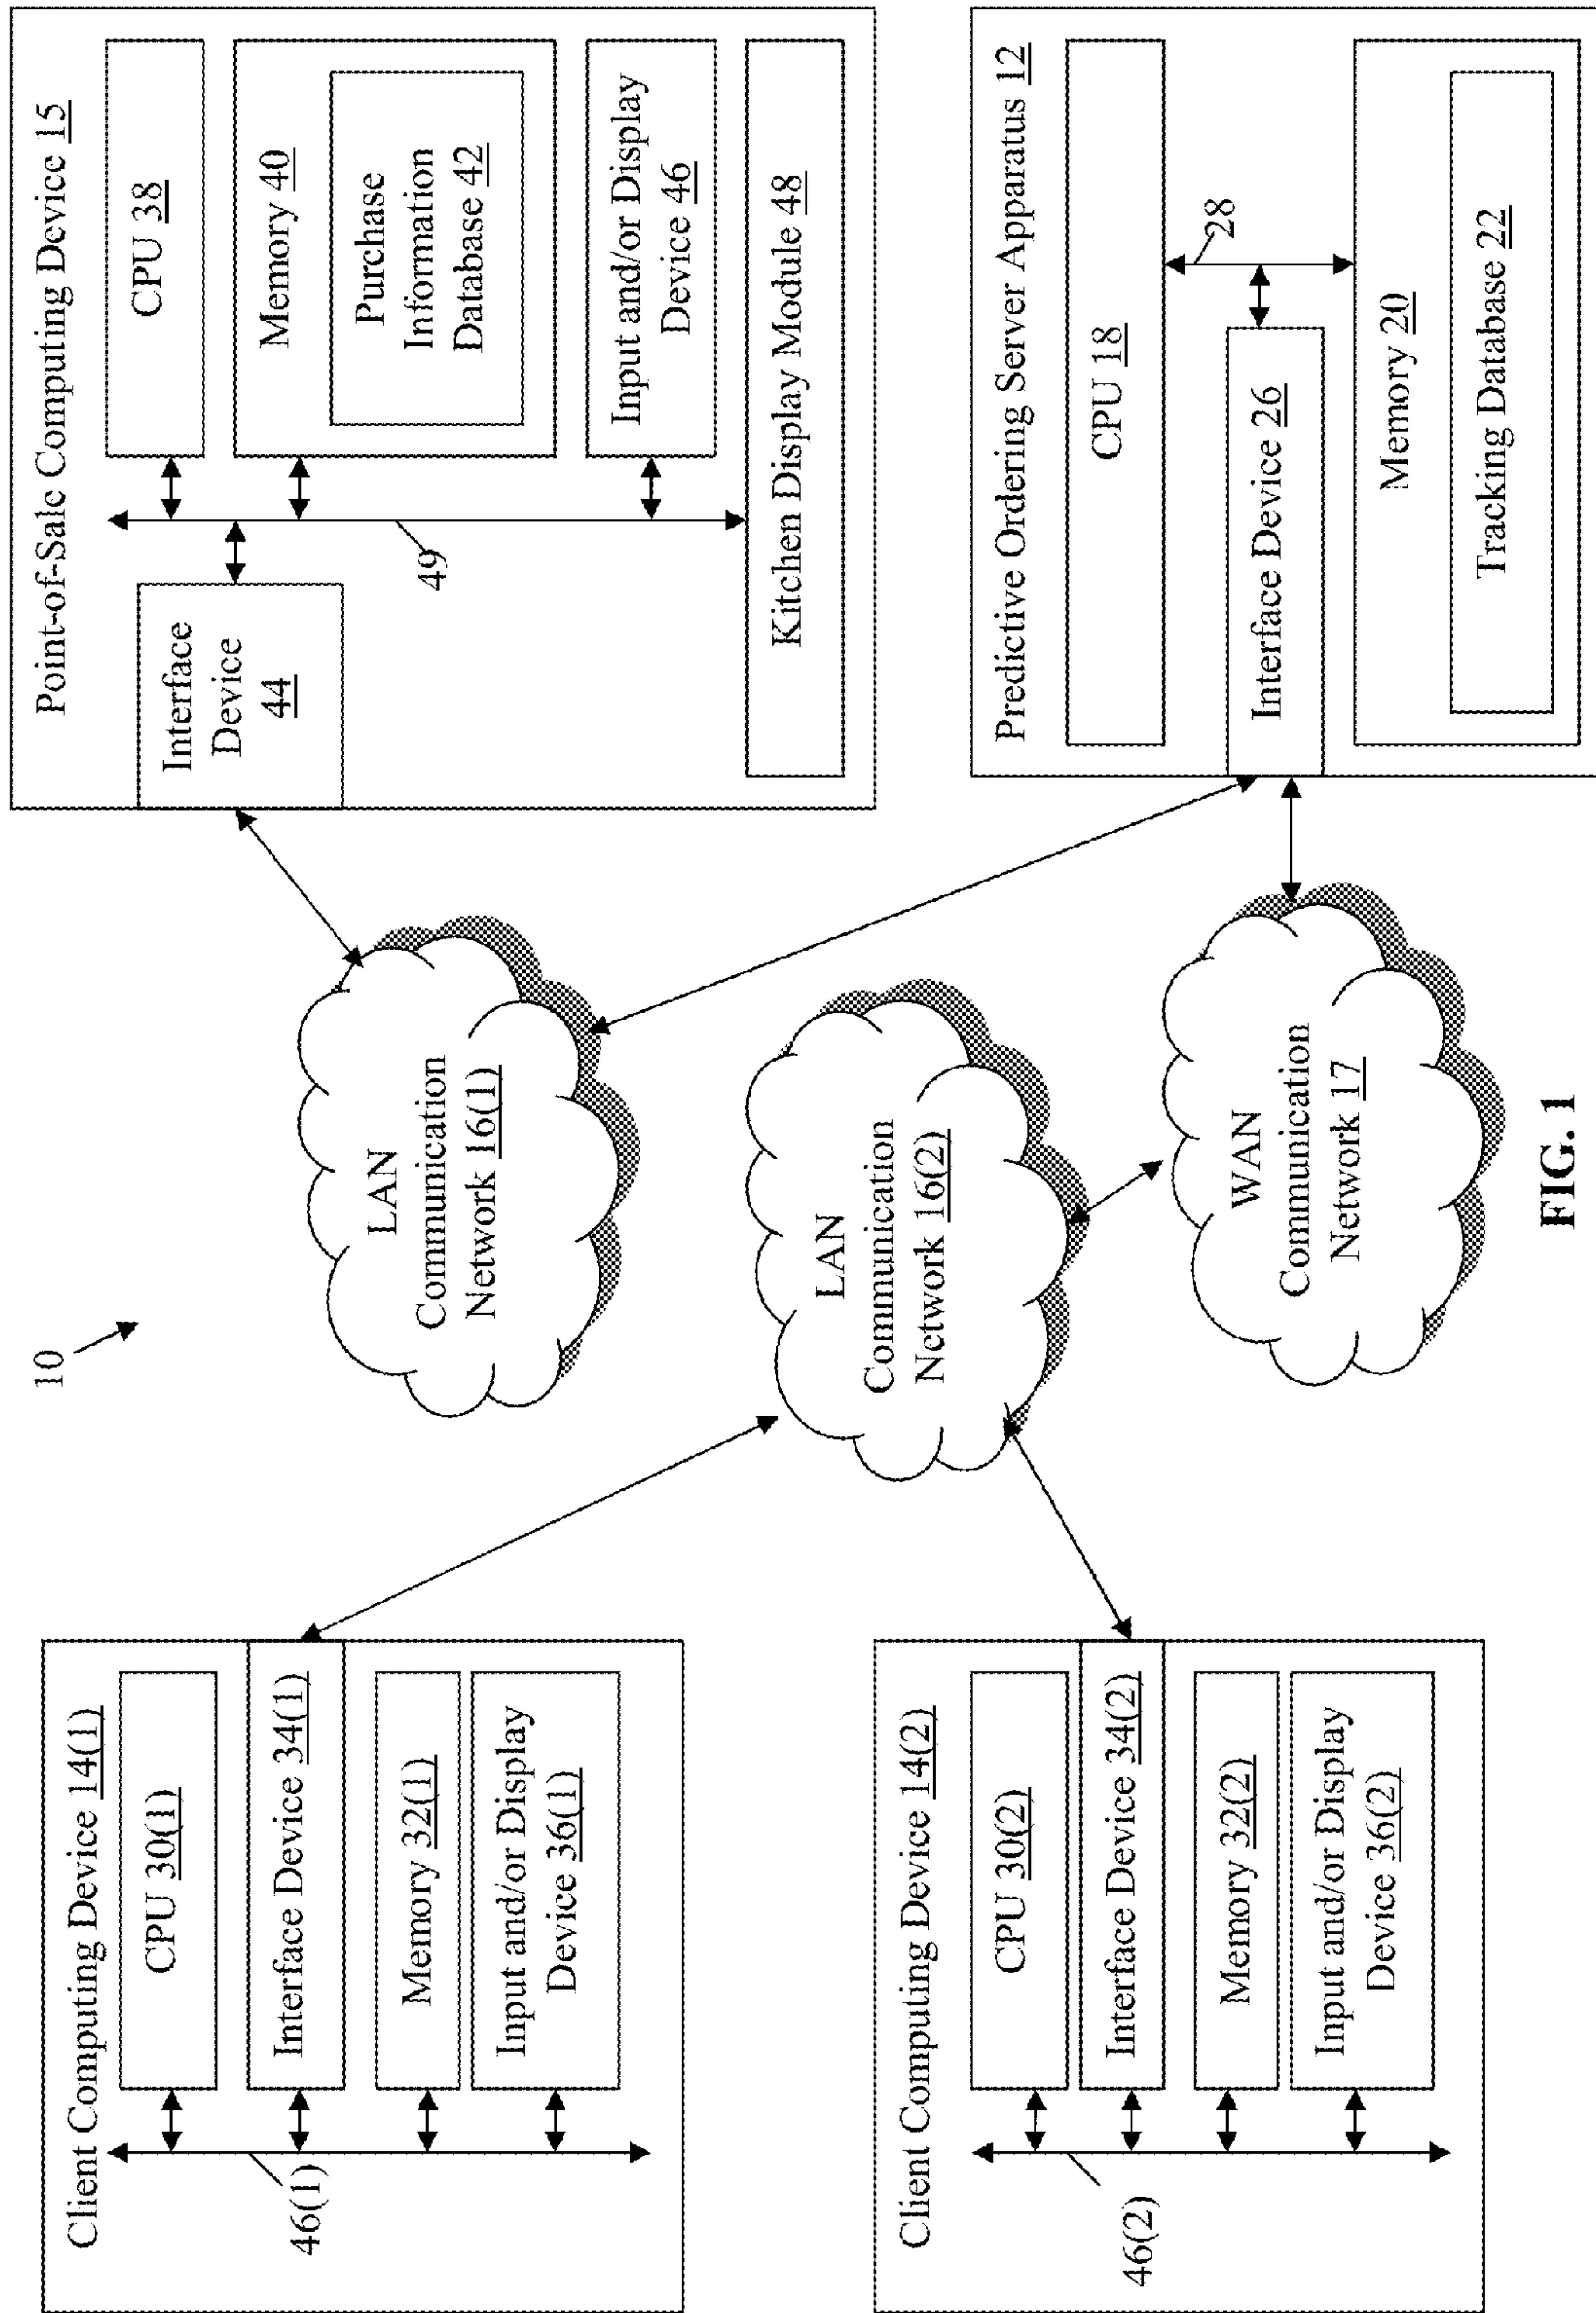 10
Client Computing Device 14(1)
CPU 30(1)
Interface Device 34(1)
Memory 32(1)
Input and/or Display
Device 36(1)
46(1)
Client Computing Device 14(2)
CPU 30(2)
Interface Device 34(2)
Memory 32(2)
Input and/or Display
Device 36(2)
46(2)
LAN
Communication
Network 16(1)
LAN
Communication
Network 16(2)
WAN
Communication
Network 17
Point-of-Sale Computing Device 15
Interface
Device
44
CPU 38
Memory 40
Purchase
Information
Database 42
Input and/or Display
Device 46
49
Kitchen Display Module 48
Predictive Ordering Server Apparatus 12
CPU 18
28
Interface Device 26
Memory 20
Tracking Database 22
FIG. 1